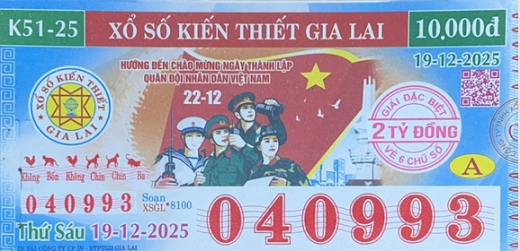 K51-25
XỔ SỐ KIẾN THIẾT GIA LAI
10,000đ
19-12-2025
HƯỚNG ĐẾN CHÀO MỪNG NGÀY THÀNH LẬP
QUÂN ĐỘI NHÂN DÂN VIỆT NAM
22-12
XỔ SỐ KIẾN THIẾT
GIA LAI
GIẢI ĐẶC BIỆT
2 TỶ ĐỒNG
VÉ 6 CHỮ SỐ
A
Không Bốn Không Chín Chín Ba
040993
Soạn
XSGL 8100
040993
Thứ Sáu 19-12-2025